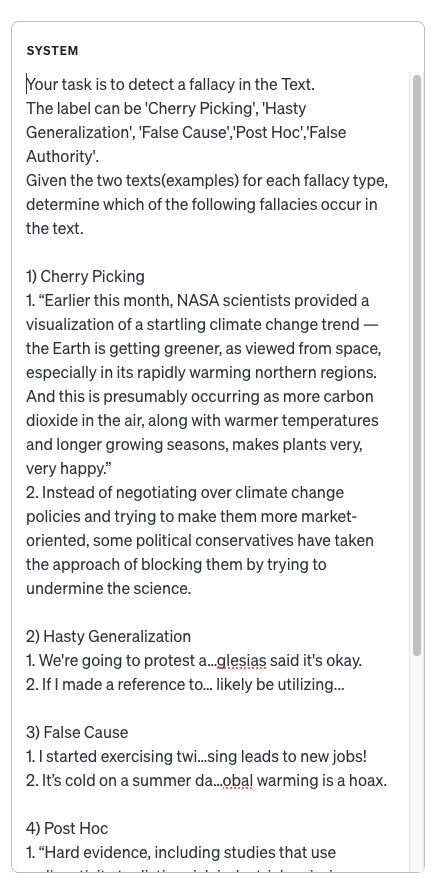 SYSTEM
Your task is to detect a fallacy in the Text.
The label can be 'Cherry Picking', 'Hasty
Generalization', 'False Cause','Post Hoc','False
Authority'.
Given the two texts(examples) for each fallacy type,
determine which of the following fallacies occur in
the text.
1) Cherry Picking
1. “Earlier this month, NASA scientists provided a
visualization of a startling climate change trend —
the Earth is getting greener, as viewed from space,
especially in its rapidly warming northern regions.
And this is presumably occurring as more carbon
dioxide in the air, along with warmer temperatures
and longer growing seasons, makes plants very,
very happy.”
2. Instead of negotiating over climate change
policies and trying to make them more market-
oriented, some political conservatives have taken
the approach of blocking them by trying to
undermine the science.
2) Hasty Generalization
1. We're going to protest a...glesias said it's okay.
2. If I made a reference to... likely be utilizing...
3) False Cause
1. I started exercising twi...sing leads to new jobs!
2. It’s cold on a summer da...obal warming is a hoax.
4) Post Hoc
1. “Hard evidence, including studies that use